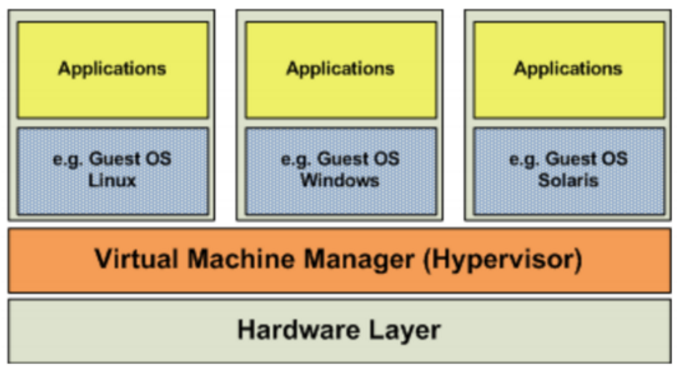 Applications
Applications
Applications
e.g. Guest OS
Linux
e.g. Guest OS
Windows
e.g. Guest OS
Solaris
Virtual Machine Manager (Hypervisor)
Hardware Layer